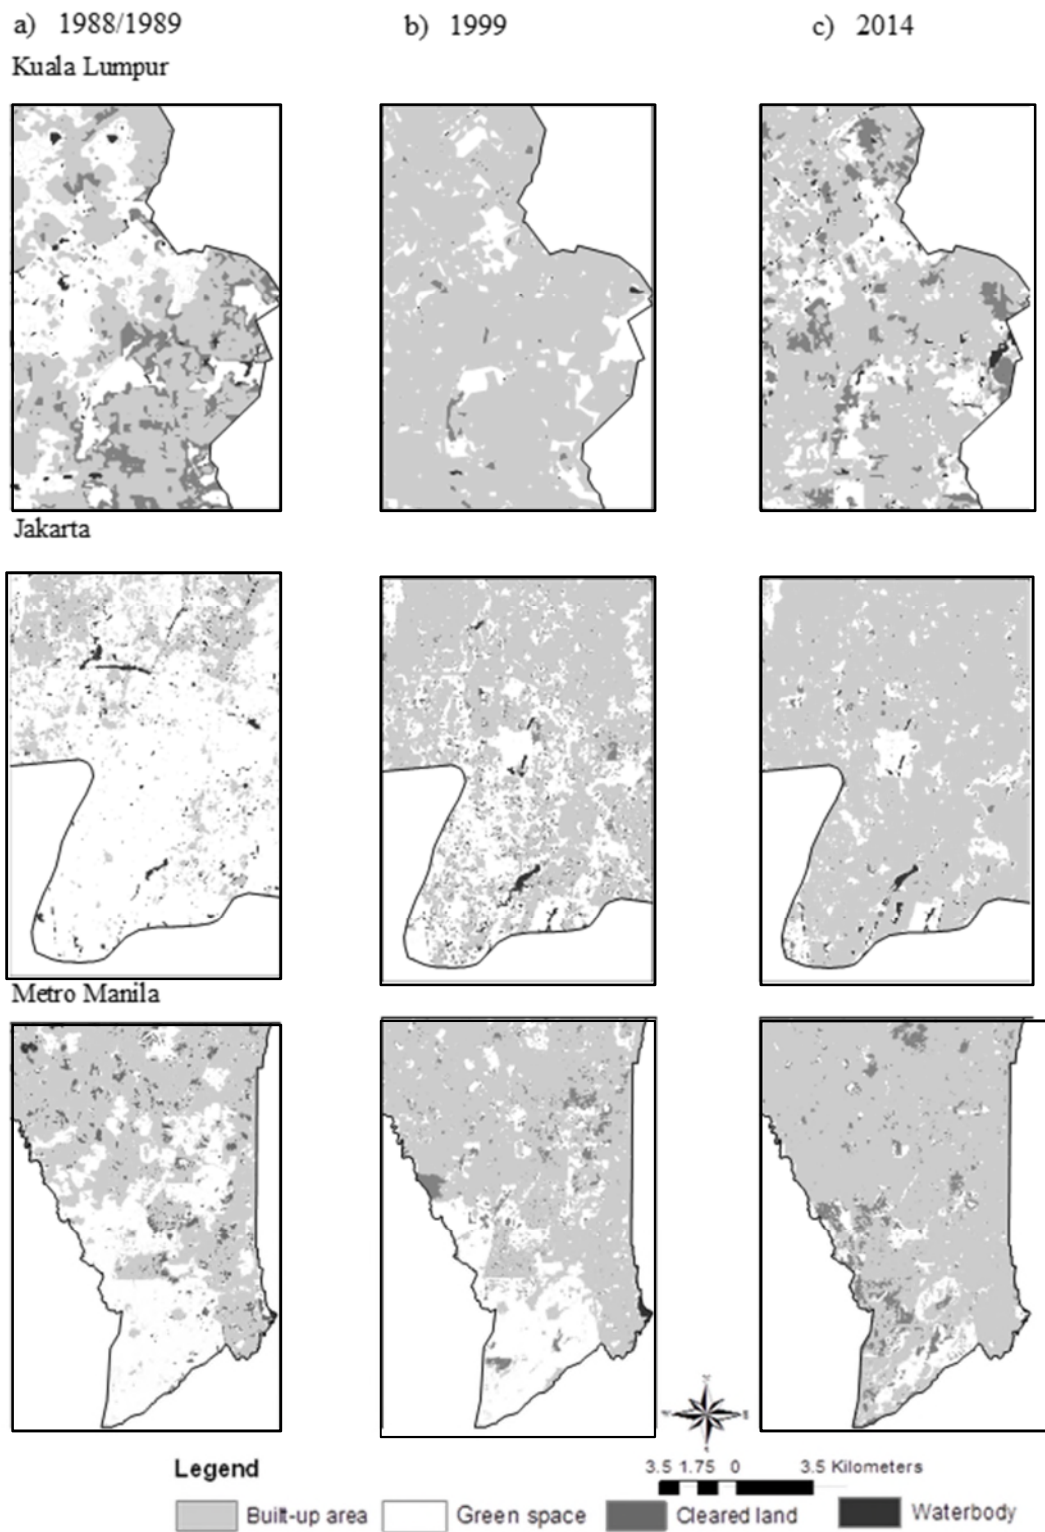 a) 1988/1989 b) 1999 c) 2014
Kuala Lumpur
Jakarta
Metro Manila
Legend
3.5 1.75 0 3.5 Kilometers
Built-up area Green space Cleared land Waterbody